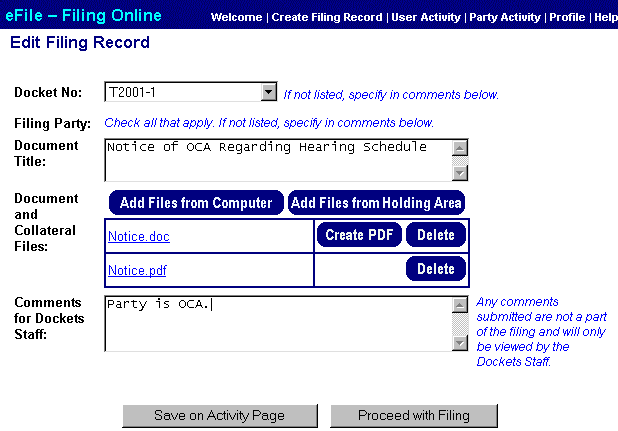 eFile – Filing Online
Welcome | Create Filing Record | User Activity | Party Activity | Profile | Help
Edit Filing Record
Docket No:
T2001-1
If not listed, specify in comments below.
Filing Party:
Check all that apply. If not listed, specify in comments below.
Document
Title:
Notice of OCA Regarding Hearing Schedule
Document
and
Collateral
Files:
Add Files from Computer
Add Files from Holding Area
Notice.doc
Create PDF
Delete
Notice.pdf
Delete
Comments
for Dockets
Staff:
Party is OCA.
Any comments
submitted are not a part
of the filing and will only
be viewed by the
Dockets Staff.
Save on Activity Page
Proceed with Filing